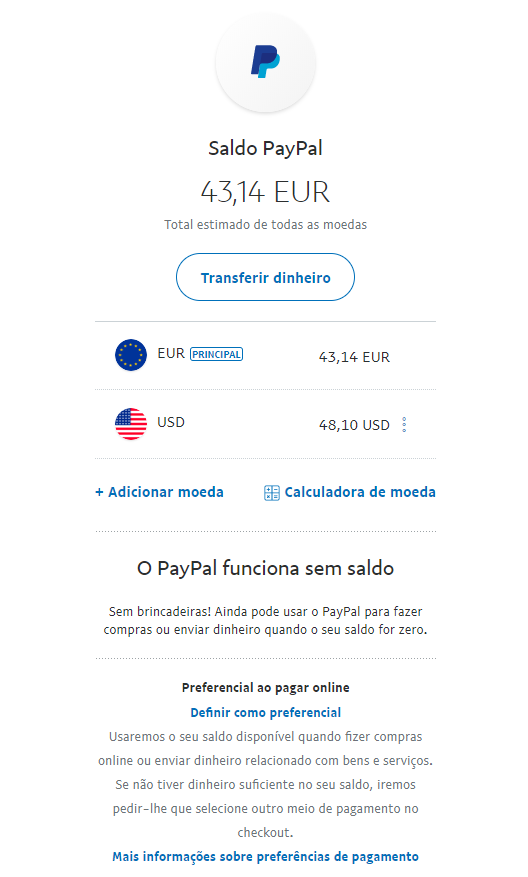 Saldo PayPal
43,14 EUR
Total estimado de todas as moedas
Transferir dinheiro
EUR PRINCIPAL 43,14 EUR
USD 48,10 USD
+ Adicionar moeda Calculadora de moeda
O PayPal funciona sem saldo
Sem brincadeiras! Ainda pode usar o PayPal para fazer
compras ou enviar dinheiro quando o seu saldo for zero.
Preferencial ao pagar online
Definir como preferencial
Usaremos o seu saldo disponível quando fizer compras
online ou enviar dinheiro relacionado com bens e serviços.
Se não tiver dinheiro suficiente no seu saldo, iremos
pedir-lhe que selecione outro meio de pagamento no
checkout.
Mais informações sobre preferências de pagamento